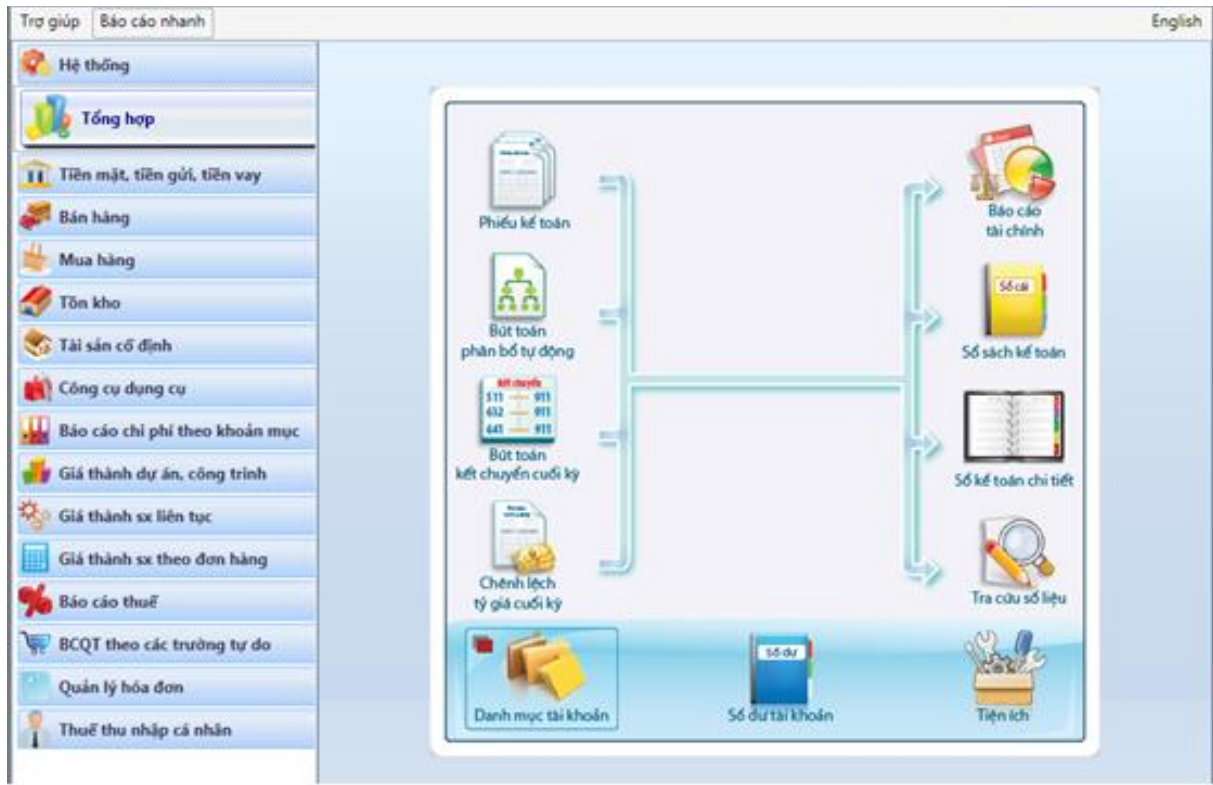 Trợ giúp Báo cáo nhanh English
Hệ thống
Tổng hợp
Tiền mặt, tiền gửi, tiền vay
Bán hàng
Mua hàng
Tồn kho
Tài sản cố định
Công cụ dụng cụ
Báo cáo chi phí theo khoản mục
Giá thành dự án, công trình
Giá thành sx liên tục
Giá thành sx theo đơn hàng
Báo cáo thuế
BCQT theo các trường tự do
Quản lý hóa đơn
Thuế thu nhập cá nhân
Phiếu kế toán
Bút toán
phân bổ tự động
Kết chuyển
511 911
632 911
641 911
Bút toán
kết chuyển cuối kỳ
Chênh lệch
tỷ giá cuối kỳ
Báo cáo
tài chính
Sổ cái
Sổ sách kế toán
Sổ kế toán chi tiết
Tra cứu số liệu
Danh mục tài khoản
Số dư
Số dư tài khoản
Tiện ích